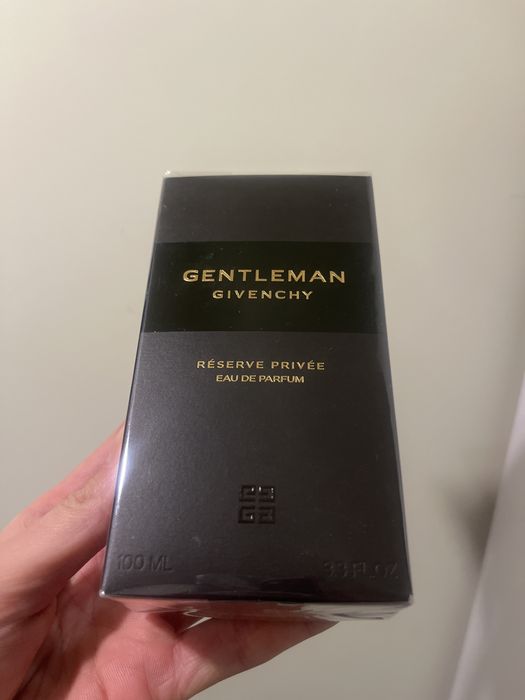 GENTLEMAN
GIVENCHY
RÉSERVE PRIVÉE
EAU DE PARFUM
100 ML 3.3 FL.OZ